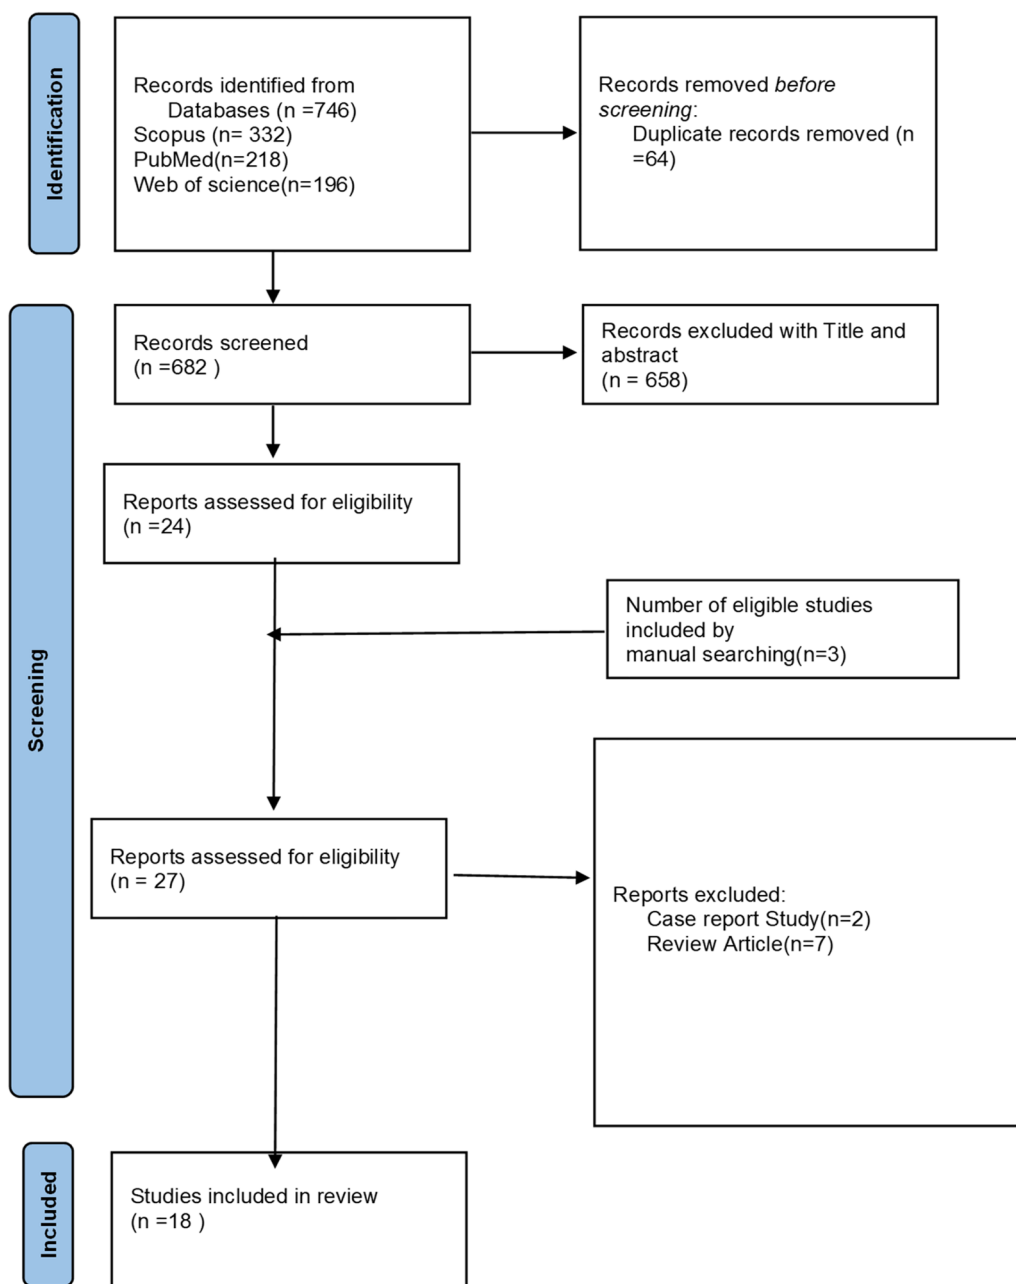 Identification
Records identified from
Databases (n =746)
Scopus (n= 332)
PubMed(n=218)
Web of science(n=196)
Records removed before
screening:
Duplicate records removed (n
=64)
Screening
Records screened
(n =682 )
Records excluded with Title and
abstract
(n = 658)
Reports assessed for eligibility
(n =24)
Number of eligible studies
included by
manual searching(n=3)
Reports assessed for eligibility
(n = 27)
Reports excluded:
Case report Study(n=2)
Review Article(n=7)
Included
Studies included in review
(n =18 )